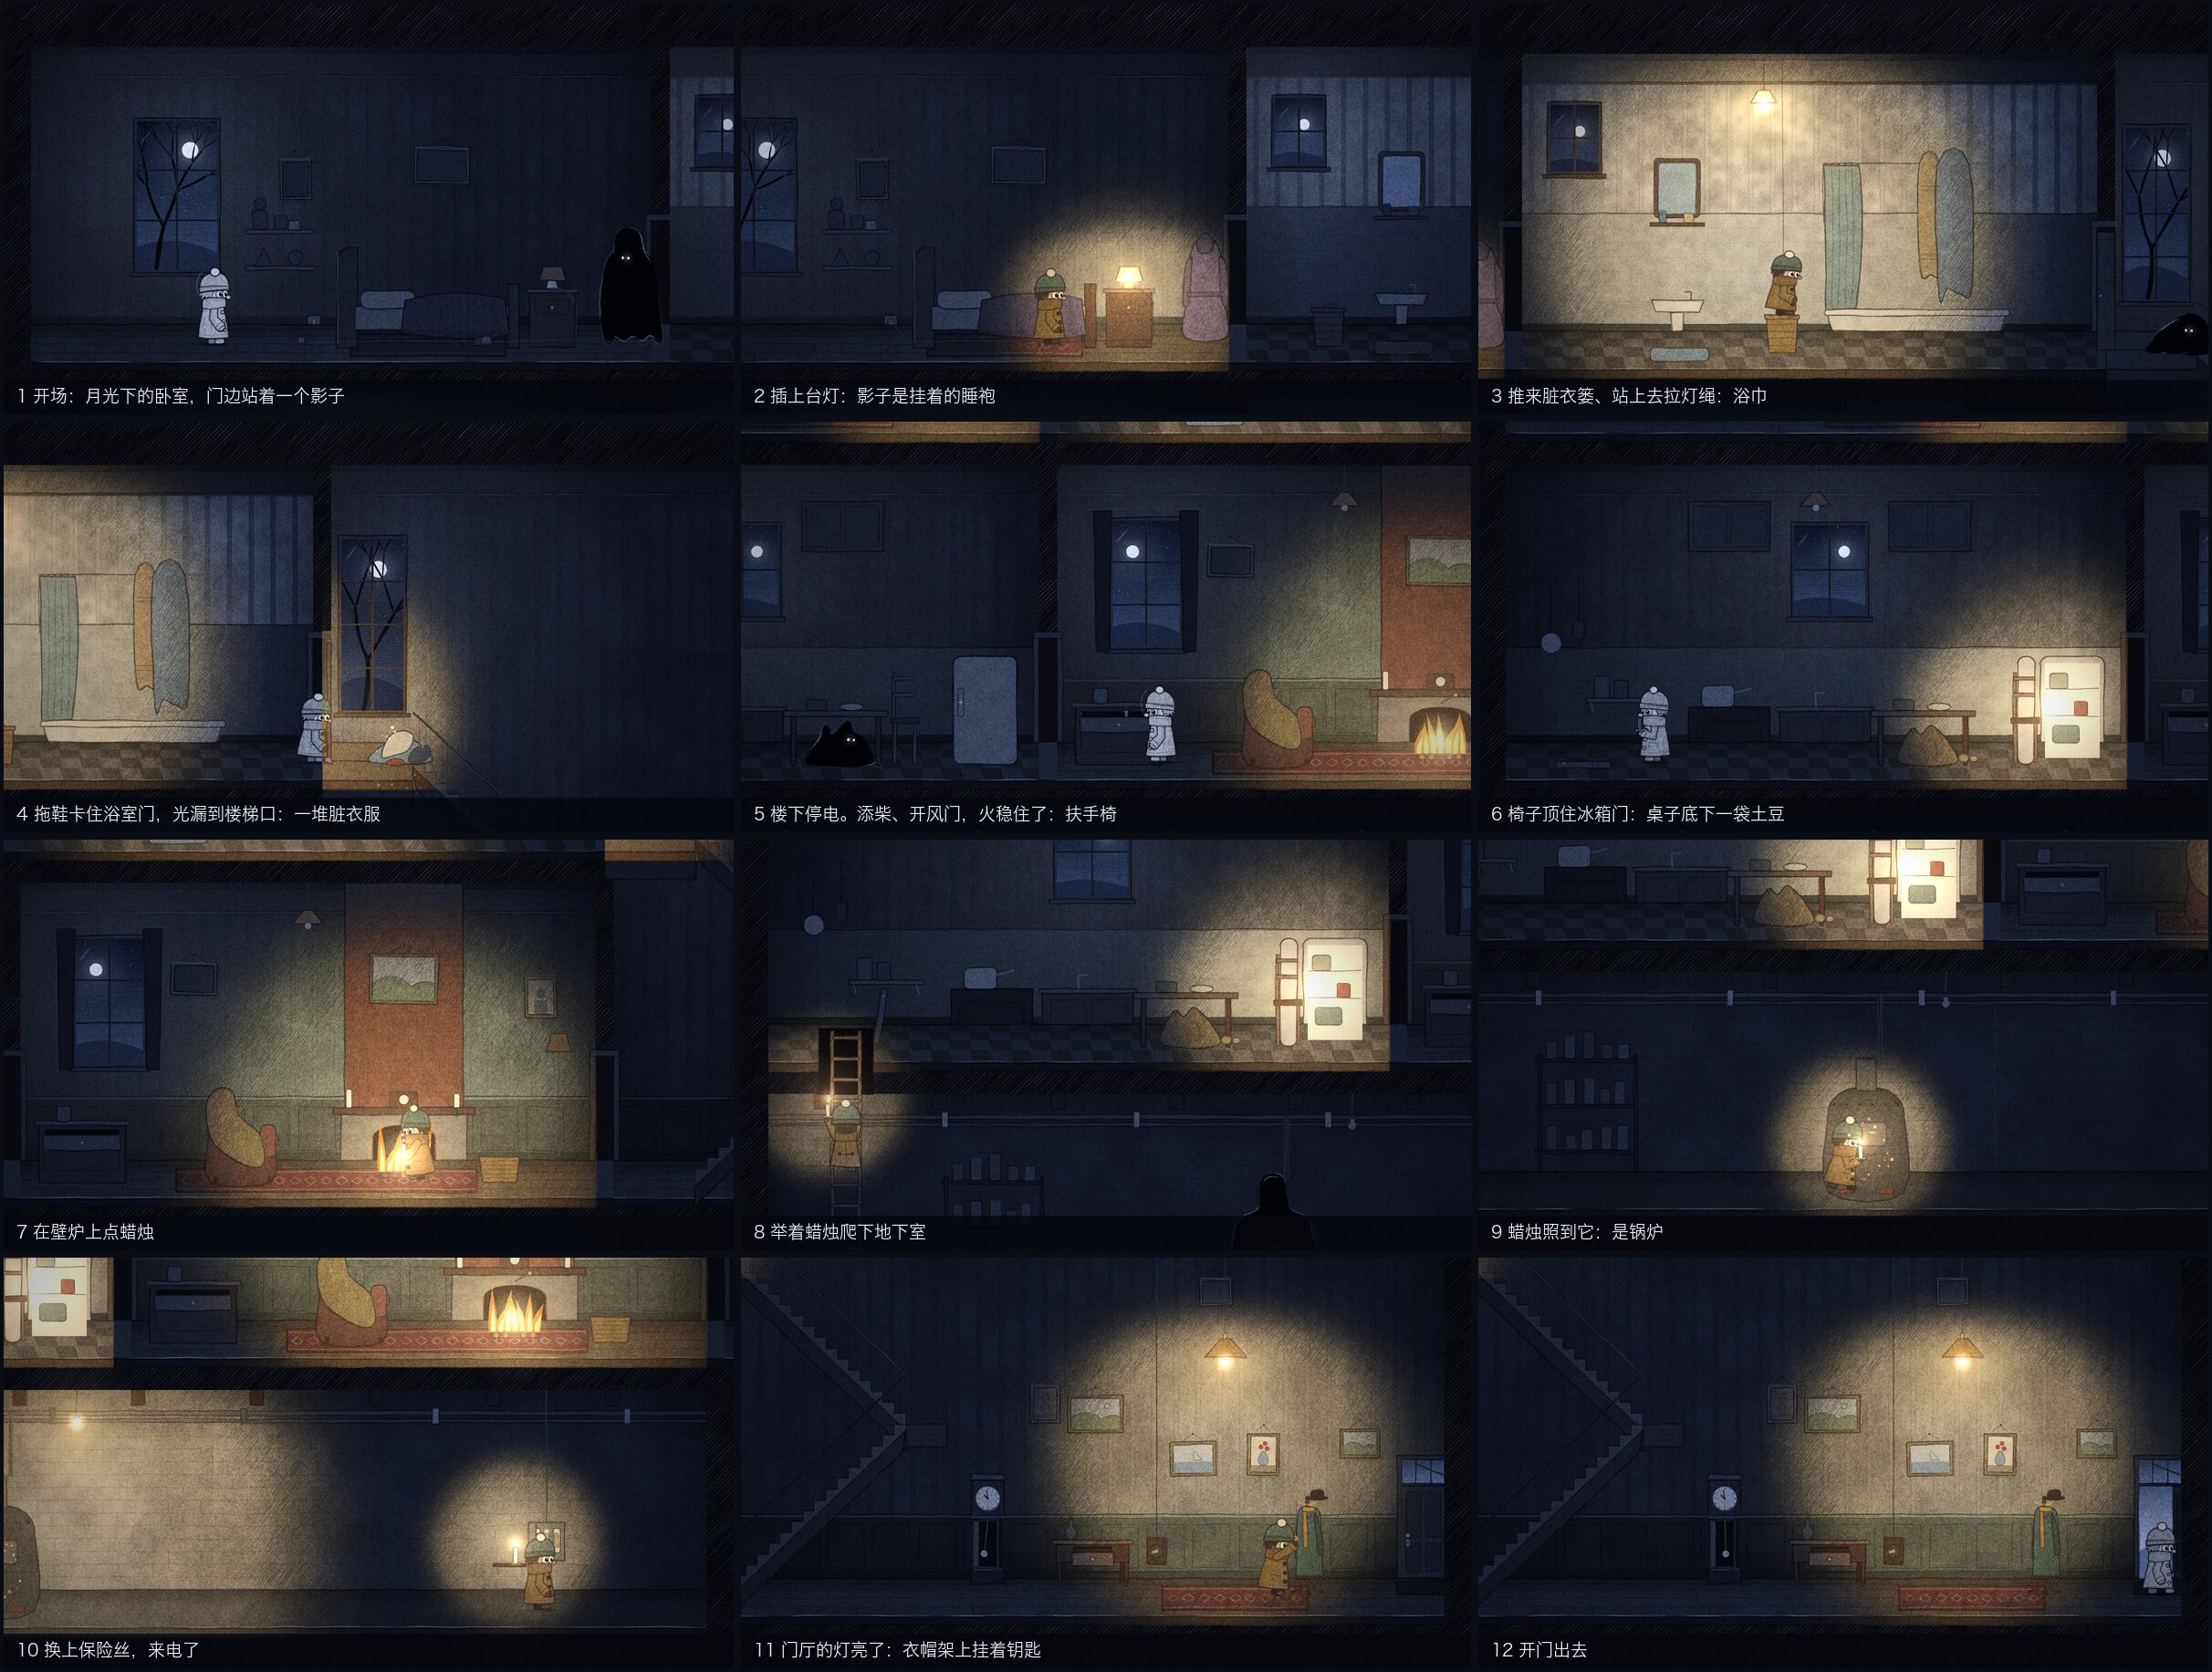 1 开场：月光下的卧室，门边站着一个影子
2 插上台灯：影子是挂着的睡袍
3 推来脏衣篓、站上去拉灯绳：浴巾
4 拖鞋卡住浴室门，光漏到楼梯口：一堆脏衣服
5 楼下停电。添柴、开风门，火稳住了：扶手椅
6 椅子顶住冰箱门：桌子底下一袋土豆
7 在壁炉上点蜡烛
8 举着蜡烛爬下地下室
9 蜡烛照到它：是锅炉
10 换上保险丝，来电了
11 门厅的灯亮了：衣帽架上挂着钥匙
12 开门出去